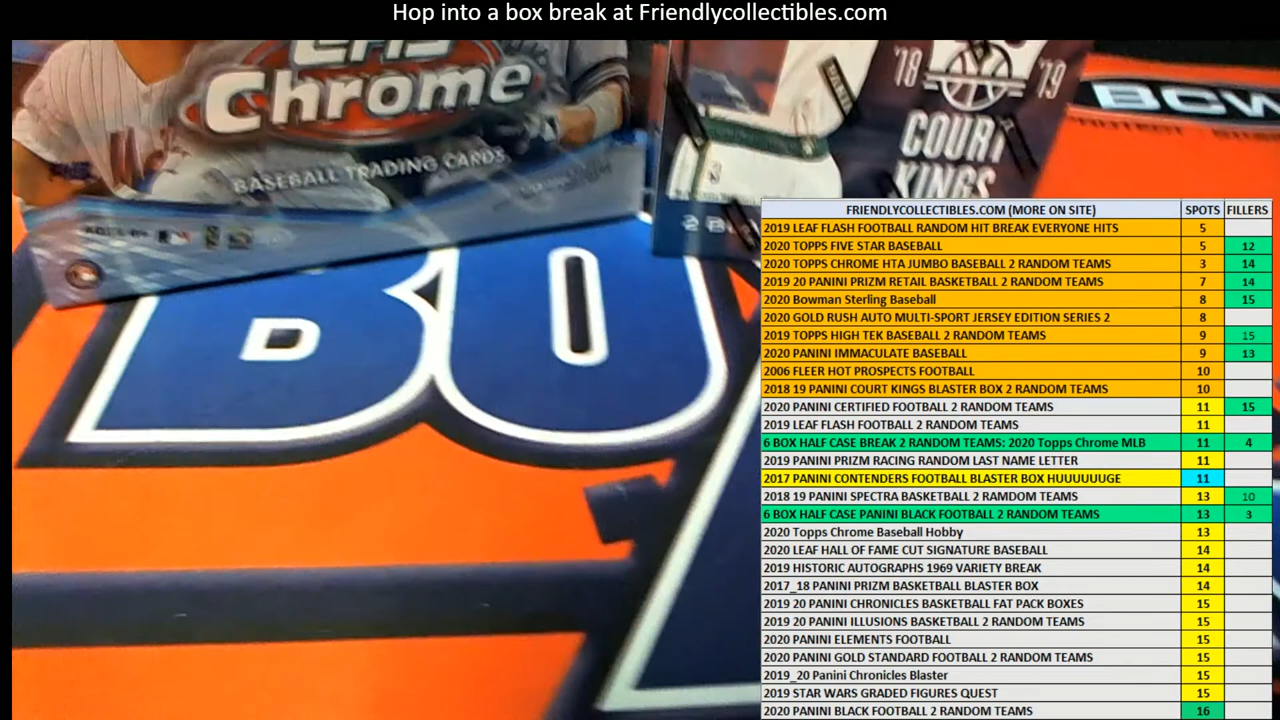 Hop into a box break at Friendlycollectibles.com
Chrome
BASEBALL TRADING CARDS
'18 '19
COURT
KINGS
BCW
BO
FRIENDLYCOLLECTIBLES.COM (MORE ON SITE) SPOTS FILLERS
2019 LEAF FLASH FOOTBALL RANDOM HIT BREAK EVERYONE HITS 5
2020 TOPPS FIVE STAR BASEBALL 5 12
2020 TOPPS CHROME HTA JUMBO BASEBALL 2 RANDOM TEAMS 3 14
2019 20 PANINI PRIZM RETAIL BASKETBALL 2 RANDOM TEAMS 7 14
2020 Bowman Sterling Baseball 8 15
2020 GOLD RUSH AUTO MULTI-SPORT JERSEY EDITION SERIES 2 8
2019 TOPPS HIGH TEK BASEBALL 2 RANDOM TEAMS 9 15
2020 PANINI IMMACULATE BASEBALL 9 13
2006 FLEER HOT PROSPECTS FOOTBALL 10
2018 19 PANINI COURT KINGS BLASTER BOX 2 RANDOM TEAMS 10
2020 PANINI CERTIFIED FOOTBALL 2 RANDOM TEAMS 11 15
2019 LEAF FLASH FOOTBALL 2 RANDOM TEAMS 11
6 BOX HALF CASE BREAK 2 RANDOM TEAMS: 2020 Topps Chrome MLB 11 4
2019 PANINI PRIZM RACING RANDOM LAST NAME LETTER 11
2017 PANINI CONTENDERS FOOTBALL BLASTER BOX HUUUUUUGE 11
2018 19 PANINI SPECTRA BASKETBALL 2 RAMDOM TEAMS 13 10
6 BOX HALF CASE PANINI BLACK FOOTBALL 2 RANDOM TEAMS 13 3
2020 Topps Chrome Baseball Hobby 13
2020 LEAF HALL OF FAME CUT SIGNATURE BASEBALL 14
2019 HISTORIC AUTOGRAPHS 1969 VARIETY BREAK 14
2017_18 PANINI PRIZM BASKETBALL BLASTER BOX 14
2019 20 PANINI CHRONICLES BASKETBALL FAT PACK BOXES 15
2019 20 PANINI ILLUSIONS BASKETBALL 2 RANDOM TEAMS 15
2020 PANINI ELEMENTS FOOTBALL 15
2020 PANINI GOLD STANDARD FOOTBALL 2 RANDOM TEAMS 15
2019_20 Panini Chronicles Blaster 15
2019 STAR WARS GRADED FIGURES QUEST 15
2020 PANINI BLACK FOOTBALL 2 RANDOM TEAMS 16